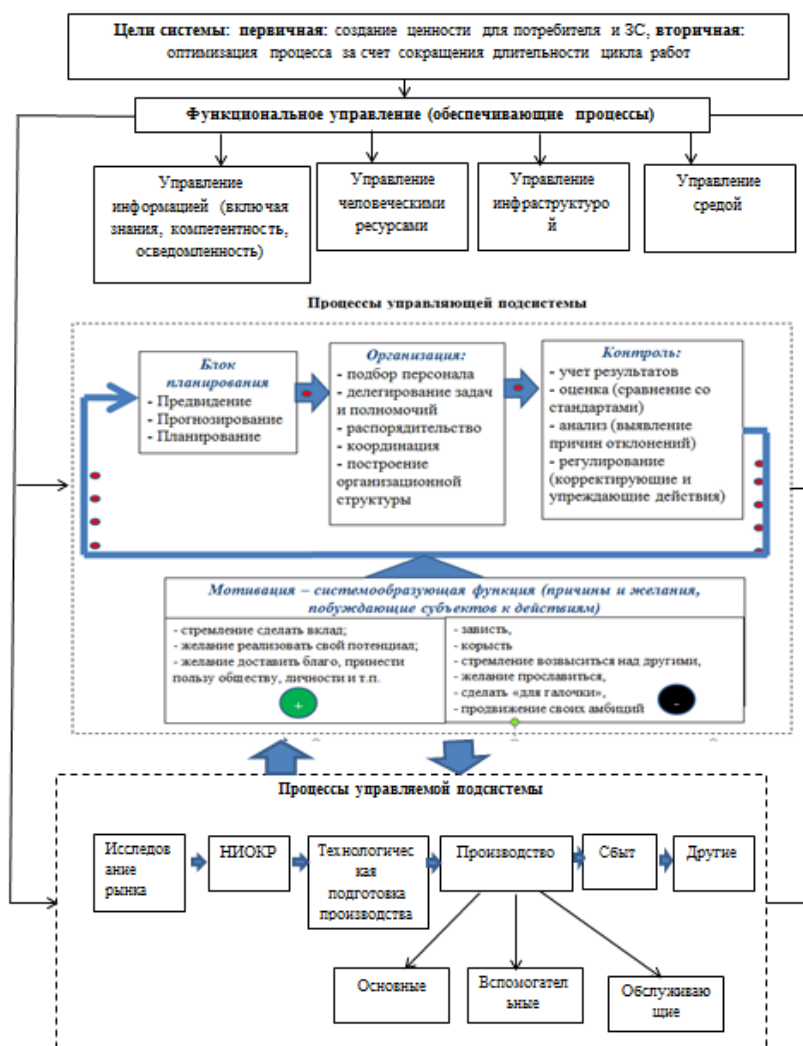 Цели системы: первичная: создание ценности для потребителя и ЗС, вторичная:
оптимизация процесса за счет сокращения длительности цикла работ
Функциональное управление (обеспечивающие процессы)
Управление
информацией (включая
знания, компетентность,
осведомленность)
Управление
человеческими
ресурсами
Управление
инфраструктуро
й
Управление
средой
Процессы управляющей подсистемы
Блок
планирования
- Предвидение
- Прогнозирование
- Планирование
Организация:
- подбор персонала
- делегирование задач
и полномочий
- распорядительство
- координация
- построение
организационной
структуры
Контроль:
- учет результатов
- оценка (сравнение со
стандартами)
- анализ (выявление
причин отклонений)
- регулирование
(корректирующие и
упреждающие действия)
Мотивация – системообразующая функция (причины и желания,
побуждающие субъектов к действиям)
- стремление сделать вклад;
- желание реализовать свой потенциал;
- желание доставить благо, принести
пользу обществу, личности и т.п.
+
- зависть,
- корысть
- стремление возвыситься над другими,
- желание прославиться,
- сделать «для галочки»,
- продвижение своих амбиций
-
Процессы управляемой подсистемы
Исследов
ание
рынка
НИОКР
Технологичес
кая
подготовка
производства
Производство
Сбыт
Другие
Основные
Вспомогател
ьные
Обслуживаю
щие